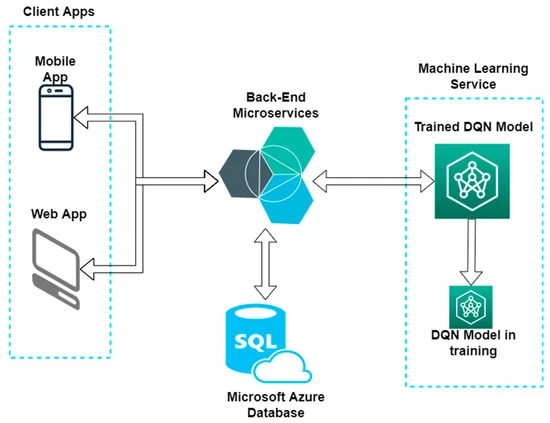 Client Apps
Mobile
App
Web App
Back-End
Microservices
SQL
Microsoft Azure
Database
Machine Learning
Service
Trained DQN Model
DQN Model in
training